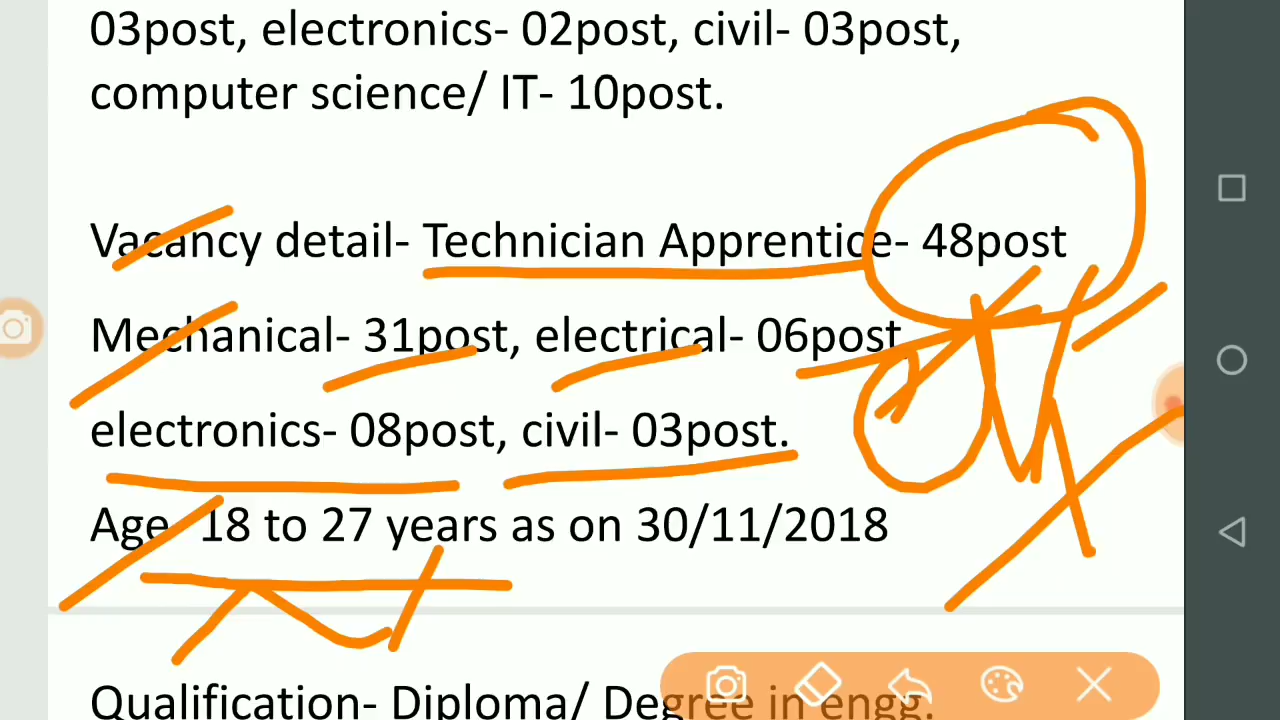 03post, electronics- 02post, civil- 03post,
computer science/ IT- 10post.
Vacancy detail- Technician Apprentice- 48post
Mechanical- 31post, electrical- 06post,
electronics- 08post, civil- 03post.
Age- 18 to 27 years as on 30/11/2018
Qualification- Diploma/ Degree in engg.